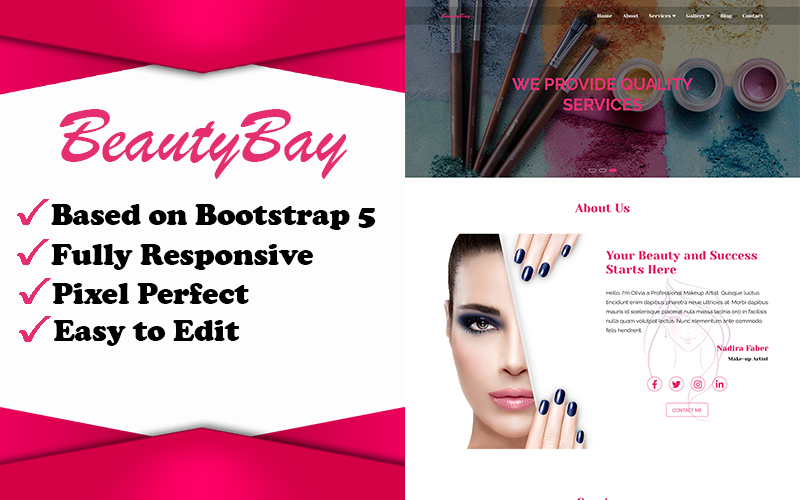 BeautyBay
Based on Bootstrap 5
Fully Responsive
Pixel Perfect
Easy to Edit
BeautyBay
Home About Services Gallery Blog Contact
WE PROVIDE QUALITY
SERVICES
About Us
Your Beauty and Success
Starts Here
Hello, I'm Olivia a Professional Makeup Artist. Quisque luctus
tincidunt enim dapibus pharetra neue ultricies at. Morbi dapibus
mauris id scelerisque placerat nulla massa lacinia orci in facilisis
nulla quam volutpat lectus. Nunc elementum ante commodo
felis hendrerit.
Nadira Faber
Make-up Artist
CONTACT ME